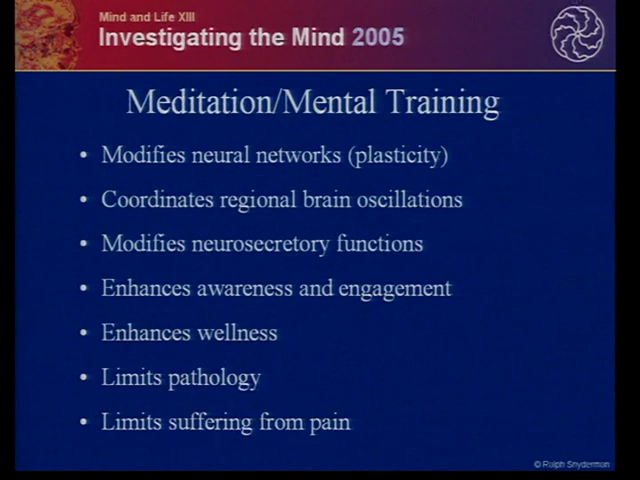 Mind and Life XIII
Investigating the Mind 2005
Meditation/Mental Training
• Modifies neural networks (plasticity)
• Coordinates regional brain oscillations
• Modifies neurosecretory functions
• Enhances awareness and engagement
• Enhances wellness
• Limits pathology
• Limits suffering from pain
© Ralph Snyderman